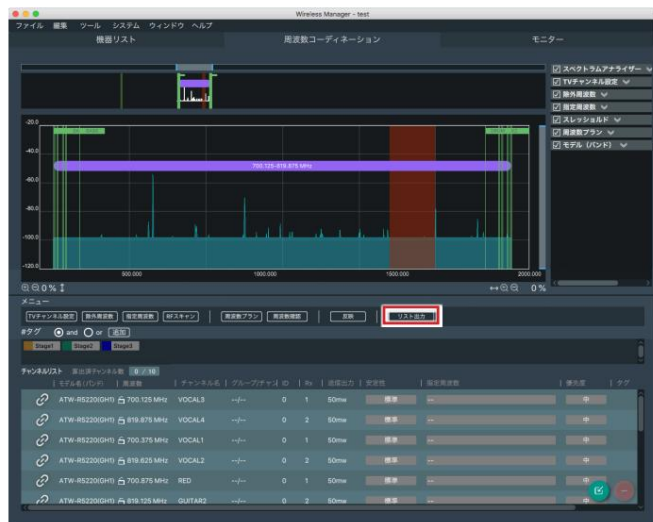 Wireless Manager - test
ファイル 編集 ツール システム ウィンドウ ヘルプ
機器リスト 周波数コーディネーション モニター
スペクトラムアナライザー
TVチャンネル設定
除外周波数
指定周波数
スレッショルド
周波数プラン
モデル (バンド)
-20.0
700.125-819.875 MHz
-40.0
-60.0
-80.0
-100.0
-120.0
500.000 1000.000 1500.000 2000.000
0 % 0 %
メニュー
TVチャンネル設定 除外周波数 指定周波数 RFスキャン 周波数プラン 周波数確認 反映 リスト出力
#タグ and or 追加
Stage1 Stage2 Stage3
チャンネルリスト 算出済チャンネル数 0 / 16
モデル名(バンド) 周波数 チャンネル名 グループ/チャンネル ID Rx 送信出力 安定性 指定周波数 優先度 タグ
ATW-R5220(GH1) 700.125 MHz VOCAL3 --/-- 0 1 50mw 標準 --- 中
ATW-R5220(GH1) 819.875 MHz VOCAL4 --/-- 0 2 50mw 標準 --- 中
ATW-R5220(GH1) 700.375 MHz VOCAL1 --/-- 0 1 50mw 標準 --- 中
ATW-R5220(GH1) 819.625 MHz VOCAL2 --/-- 0 2 50mw 標準 --- 中
ATW-R5220(GH1) 700.875 MHz RED --/-- 0 1 50mw 標準 --- 中
ATW-R5220(GH1) 819.125 MHz GUITAR2 --/-- 0 2 50mw 標準 --- 中